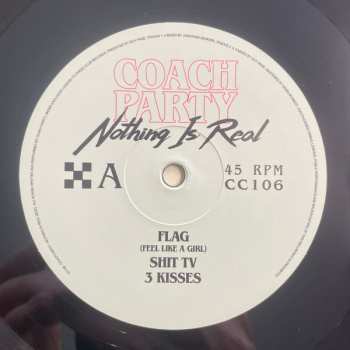 COACH
PARTY
Nothing Is Real
A
45 RPM
CC106
FLAG
(FEEL LIKE A GIRL)
SHIT TV
3 KISSES